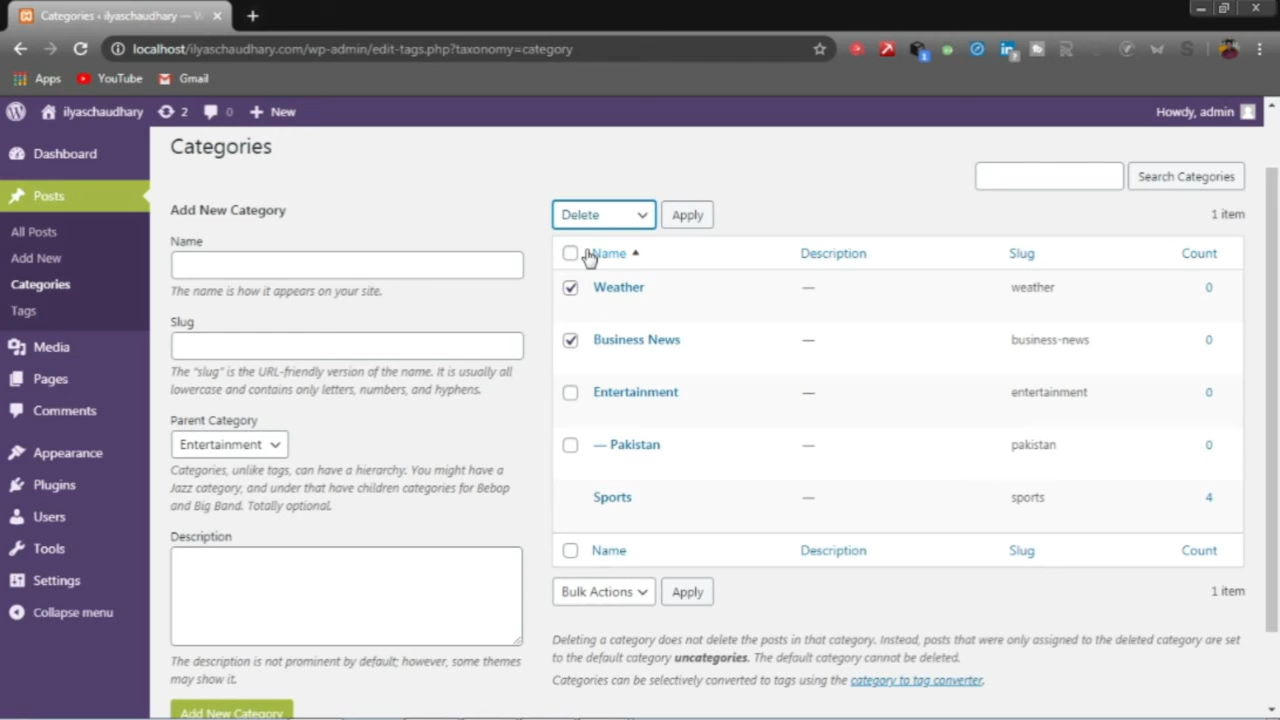 Categories ‹ ilyaschaudhary — W
localhost/ilyaschaudhary.com/wp-admin/edit-tags.php?taxonomy=category
Apps YouTube Gmail
ilyaschaudhary 2 0 New Howdy, admin
Dashboard
Posts
All Posts
Add New
Categories
Tags
Media
Pages
Comments
Appearance
Plugins
Users
Tools
Settings
Collapse menu
Categories
Search Categories
Add New Category
Name
The name is how it appears on your site.
Slug
The "slug" is the URL-friendly version of the name. It is usually all
lowercase and contains only letters, numbers, and hyphens.
Parent Category
Entertainment
Categories, unlike tags, can have a hierarchy. You might have a
Jazz category, and under that have children categories for Bebop
and Big Band. Totally optional.
Description
The description is not prominent by default; however, some themes
may show it.
Add New Category
Delete Apply 1 item
Name Description Slug Count
Weather — weather 0
Business News — business-news 0
Entertainment — entertainment 0
— Pakistan — pakistan 0
Sports — sports 4
Name Description Slug Count
Bulk Actions Apply 1 item
Deleting a category does not delete the posts in that category. Instead, posts that were only assigned to the deleted category are set
to the default category uncategories. The default category cannot be deleted.
Categories can be selectively converted to tags using the category to tag converter.